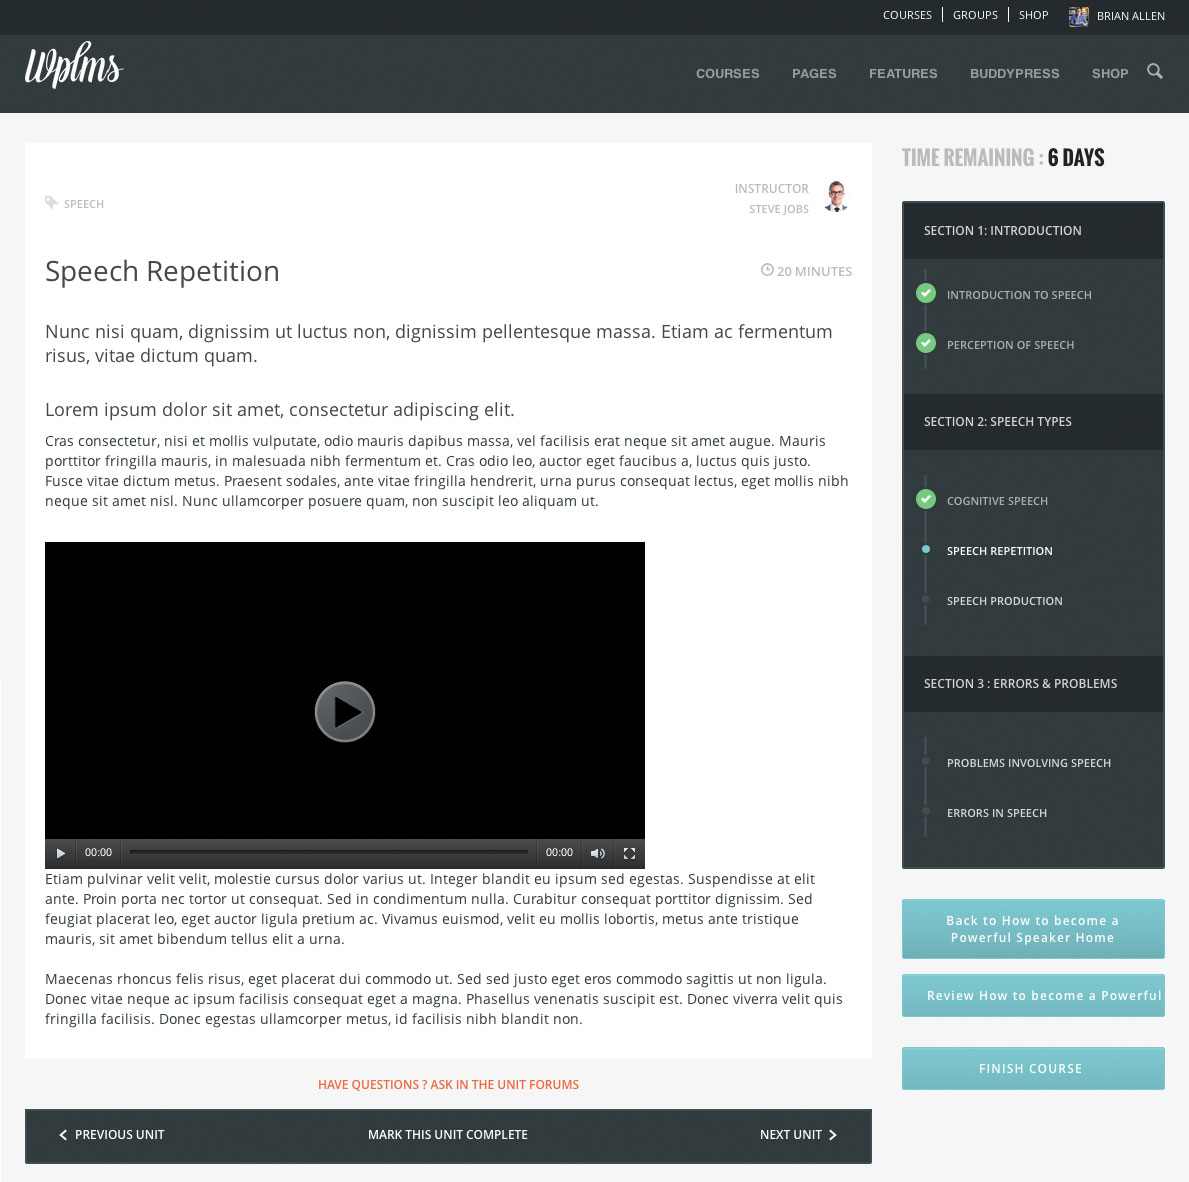 COURSES
GROUPS
SHOP
BRIAN ALLEN
Wplms
COURSES
PAGES
FEATURES
BUDDYPRESS
SHOP
SPEECH
INSTRUCTOR
STEVE JOBS
Speech Repetition
20 MINUTES
Nunc nisi quam, dignissim ut luctus non, dignissim pellentesque massa. Etiam ac fermentum
risus, vitae dictum quam.
Lorem ipsum dolor sit amet, consectetur adipiscing elit.
Cras consectetur, nisi et mollis vulputate, odio mauris dapibus massa, vel facilisis erat neque sit amet augue. Mauris
porttitor fringilla mauris, in malesuada nibh fermentum et. Cras odio leo, auctor eget faucibus a, luctus quis justo.
Fusce vitae dictum metus. Praesent sodales, ante vitae fringilla hendrerit, urna purus consequat lectus, eget mollis nibh
neque sit amet nisl. Nunc ullamcorper posuere quam, non suscipit leo aliquam ut.
00:00
00:00
Etiam pulvinar velit velit, molestie cursus dolor varius ut. Integer blandit eu ipsum sed egestas. Suspendisse at elit
ante. Proin porta nec tortor ut consequat. Sed in condimentum nulla. Curabitur consequat porttitor dignissim. Sed
feugiat placerat leo, eget auctor ligula pretium ac. Vivamus euismod, velit eu mollis lobortis, metus ante tristique
mauris, sit amet bibendum tellus elit a urna.
Maecenas rhoncus felis risus, eget placerat dui commodo ut. Sed sed justo eget eros commodo sagittis ut non ligula.
Donec vitae neque ac ipsum facilisis consequat eget a magna. Phasellus venenatis suscipit est. Donec viverra velit quis
fringilla facilisis. Donec egestas ullamcorper metus, id facilisis nibh blandit non.
HAVE QUESTIONS ? ASK IN THE UNIT FORUMS
PREVIOUS UNIT
MARK THIS UNIT COMPLETE
NEXT UNIT
TIME REMAINING : 6 DAYS
SECTION 1: INTRODUCTION
INTRODUCTION TO SPEECH
PERCEPTION OF SPEECH
SECTION 2: SPEECH TYPES
COGNITIVE SPEECH
SPEECH REPETITION
SPEECH PRODUCTION
SECTION 3 : ERRORS & PROBLEMS
PROBLEMS INVOLVING SPEECH
ERRORS IN SPEECH
Back to How to become a
Powerful Speaker Home
Review How to become a Powerful
FINISH COURSE